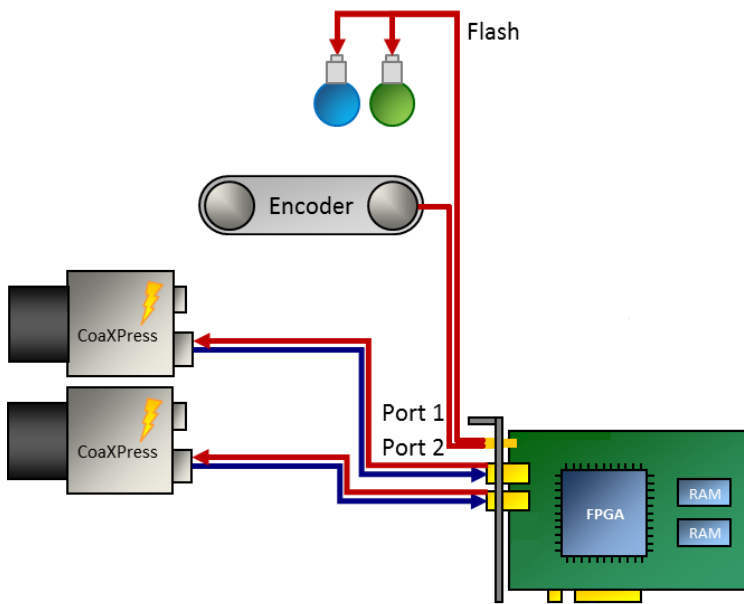 Flash
Encoder
CoaXPress
CoaXPress
Port 1
Port 2
FPGA
RAM
RAM